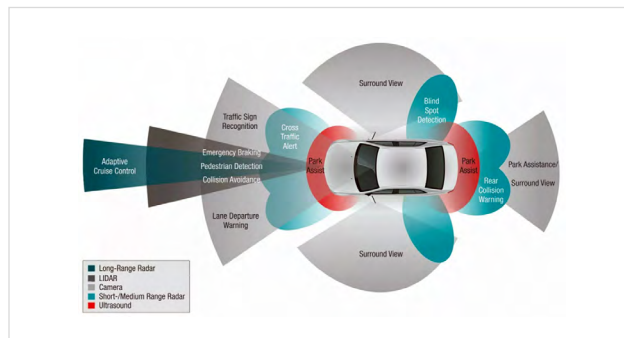 Surround View
Blind
Spot
Detection
Traffic Sign
Recognition
Cross
Traffic
Alert
Emergency Braking
Adaptive
Cruise Control
Pedestrian Detection
Park
Assist
Park
Assist
Park Assistance/
Surround View
Collision Avoidance
Rear
Collision
Warning
Lane Departure
Warning
Surround View
Long-Range Radar
LIDAR
Camera
Short-/Medium Range Radar
Ultrasound